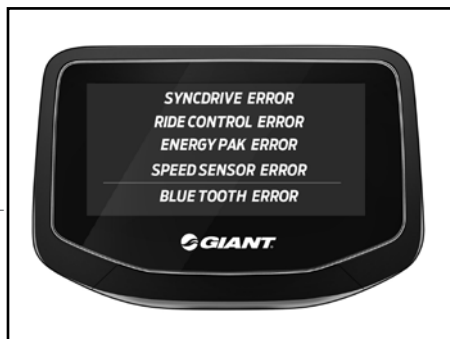 SYNCDRIVE ERROR
RIDE CONTROL ERROR
ENERGY PAK ERROR
SPEED SENSOR ERROR
BLUE TOOTH ERROR
GIANT